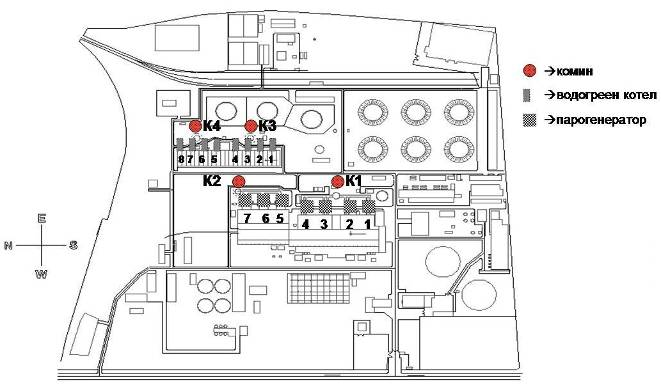 →комин
→водогреен котел
→парогенератор
K4 K3
8 7 6 5 4 3 2 1
K2 K1
7 6 5
4 3 2 1
E
N S
W